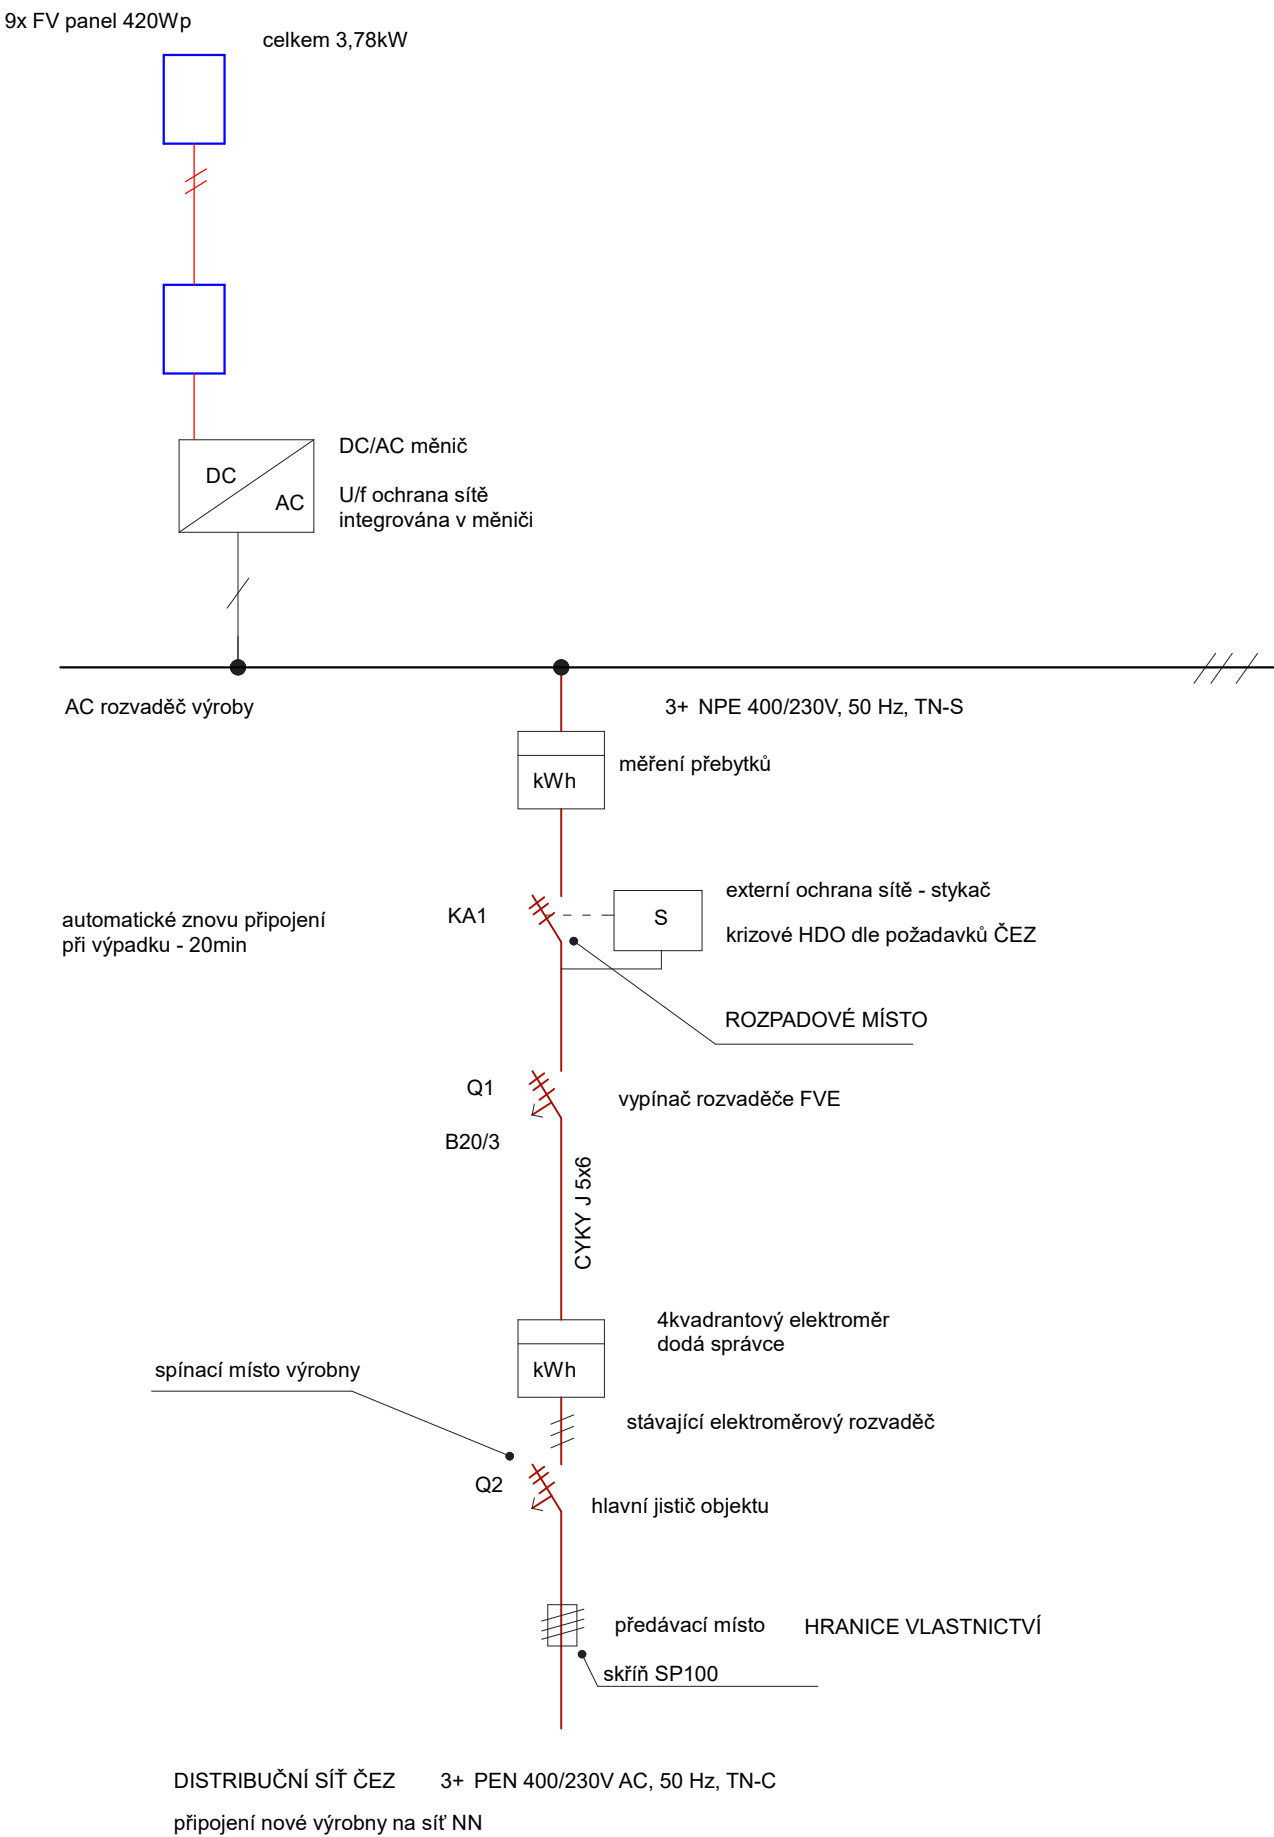 9x FV panel 420Wp
celkem 3,78kW
DC
AC
DC/AC měnič
U/f ochrana sítě
integrována v měniči
AC rozvaděč výroby
3+ NPE 400/230V, 50 Hz, TN-S
kWh
měření přebytků
automatické znovu připojení
při výpadku - 20min
KA1
S
externí ochrana sítě - stykač
krizové HDO dle požadavků ČEZ
ROZPADOVÉ MÍSTO
Q1
B20/3
vypínač rozvaděče FVE
CYKY J 5x6
4kvadrantový elektroměr
dodá správce
kWh
spínací místo výrobny
stávající elektroměrový rozvaděč
Q2
hlavní jistič objektu
předávací místo
HRANICE VLASTNICTVÍ
skříň SP100
DISTRIBUČNÍ SÍŤ ČEZ
3+ PEN 400/230V AC, 50 Hz, TN-C
připojení nové výrobny na síť NN